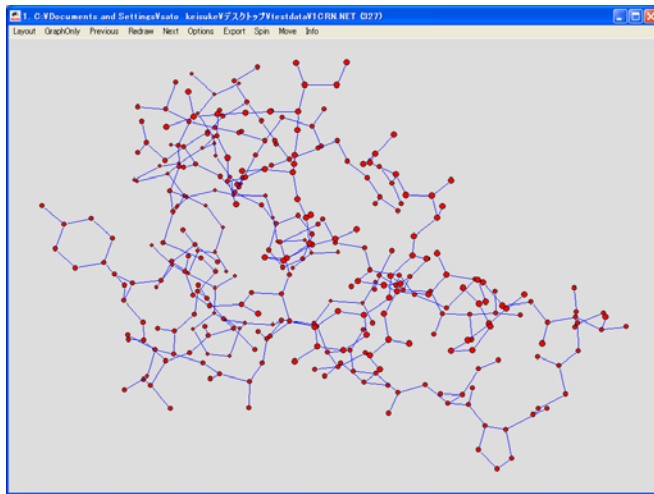 1. C:¥Documents and Settings¥sato keisuke¥デスクトップ¥testdata¥1CRN.NET (327)
Layout GraphOnly Previous Redraw Next Options Export Spin Move Info